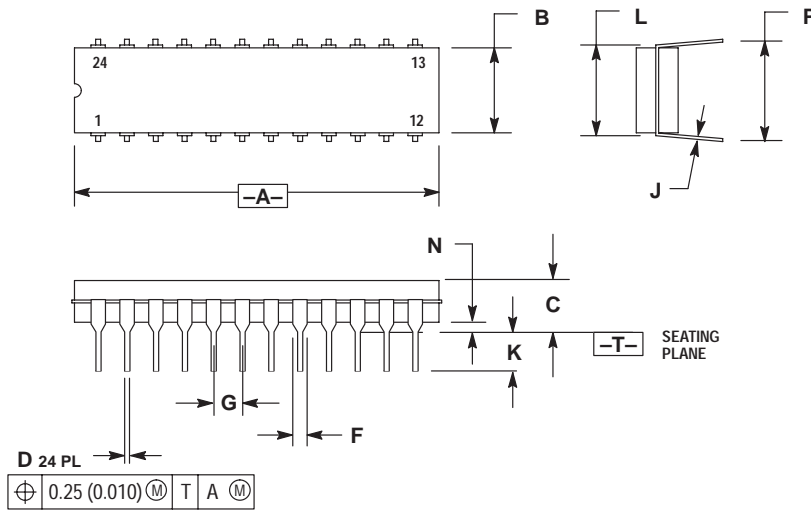 B
L
P
24
13
1
12
–A–
J
N
C
K
–T–
SEATING
PLANE
G
F
D 24 PL
0.25 (0.010) Ⓜ T A Ⓜ